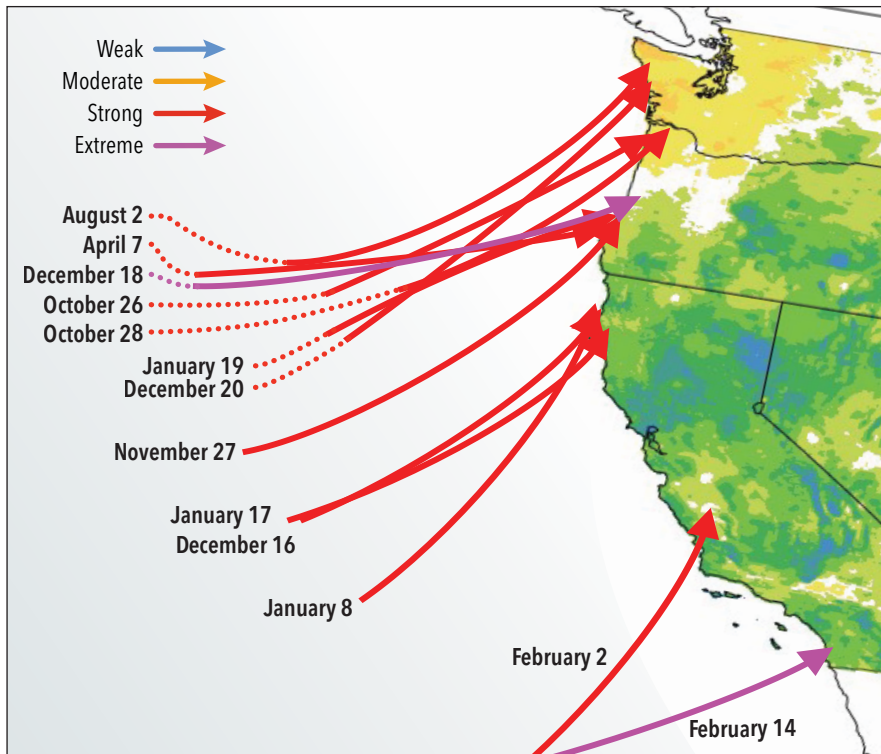 Weak
Moderate
Strong
Extreme
August 2
April 7
December 18
October 26
October 28
January 19
December 20
November 27
January 17
December 16
January 8
February 2
February 14